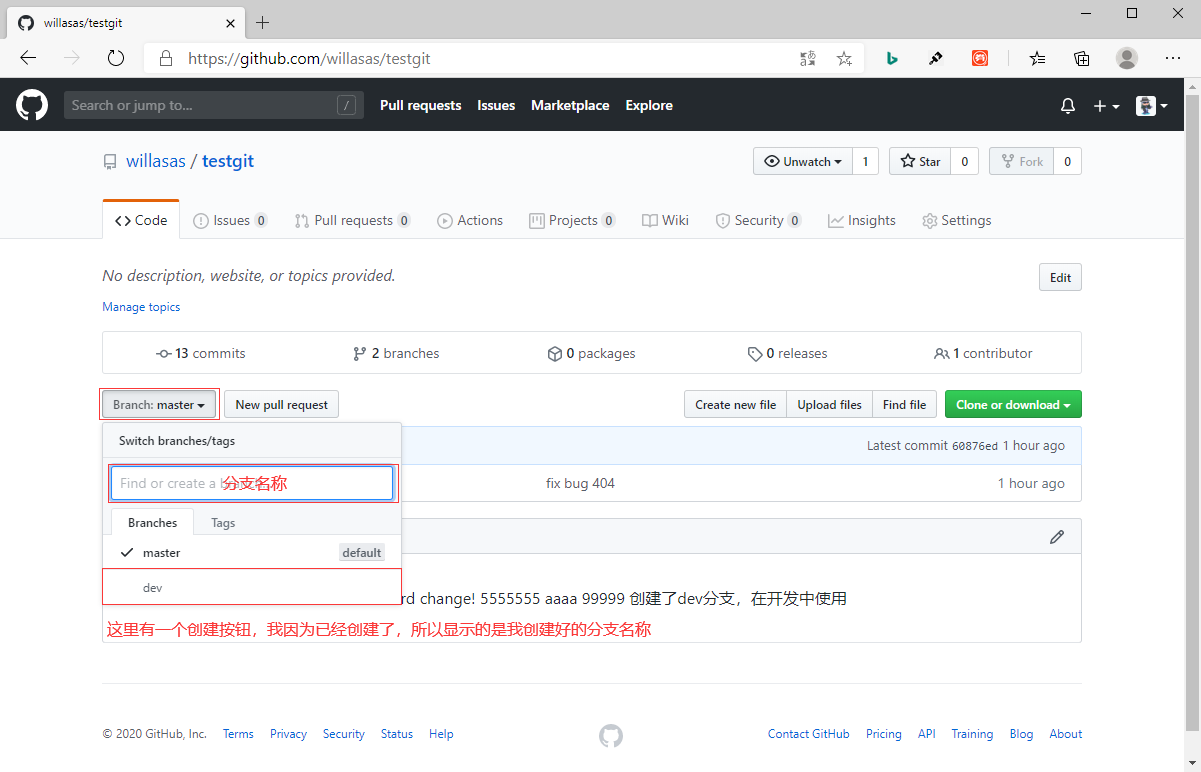 willasas/testgit
https://github.com/willasas/testgit
Search or jump to... / Pull requests Issues Marketplace Explore
willasas / testgit Unwatch 1 Star 0 Fork 0
Code Issues 0 Pull requests 0 Actions Projects 0 Wiki Security 0 Insights Settings
No description, website, or topics provided. Edit
Manage topics
13 commits 2 branches 0 packages 0 releases 1 contributor
Branch: master New pull request Create new file Upload files Find file Clone or download
Switch branches/tags Latest commit 60876ed 1 hour ago
Find or create a 分支名称 fix bug 404 1 hour ago
Branches Tags
master default
dev
rd change! 5555555 aaaa 99999 创建了dev分支，在开发中使用
这里有一个创建按钮，我因为已经创建了，所以显示的是我创建好的分支名称
© 2020 GitHub, Inc. Terms Privacy Security Status Help Contact GitHub Pricing API Training Blog About